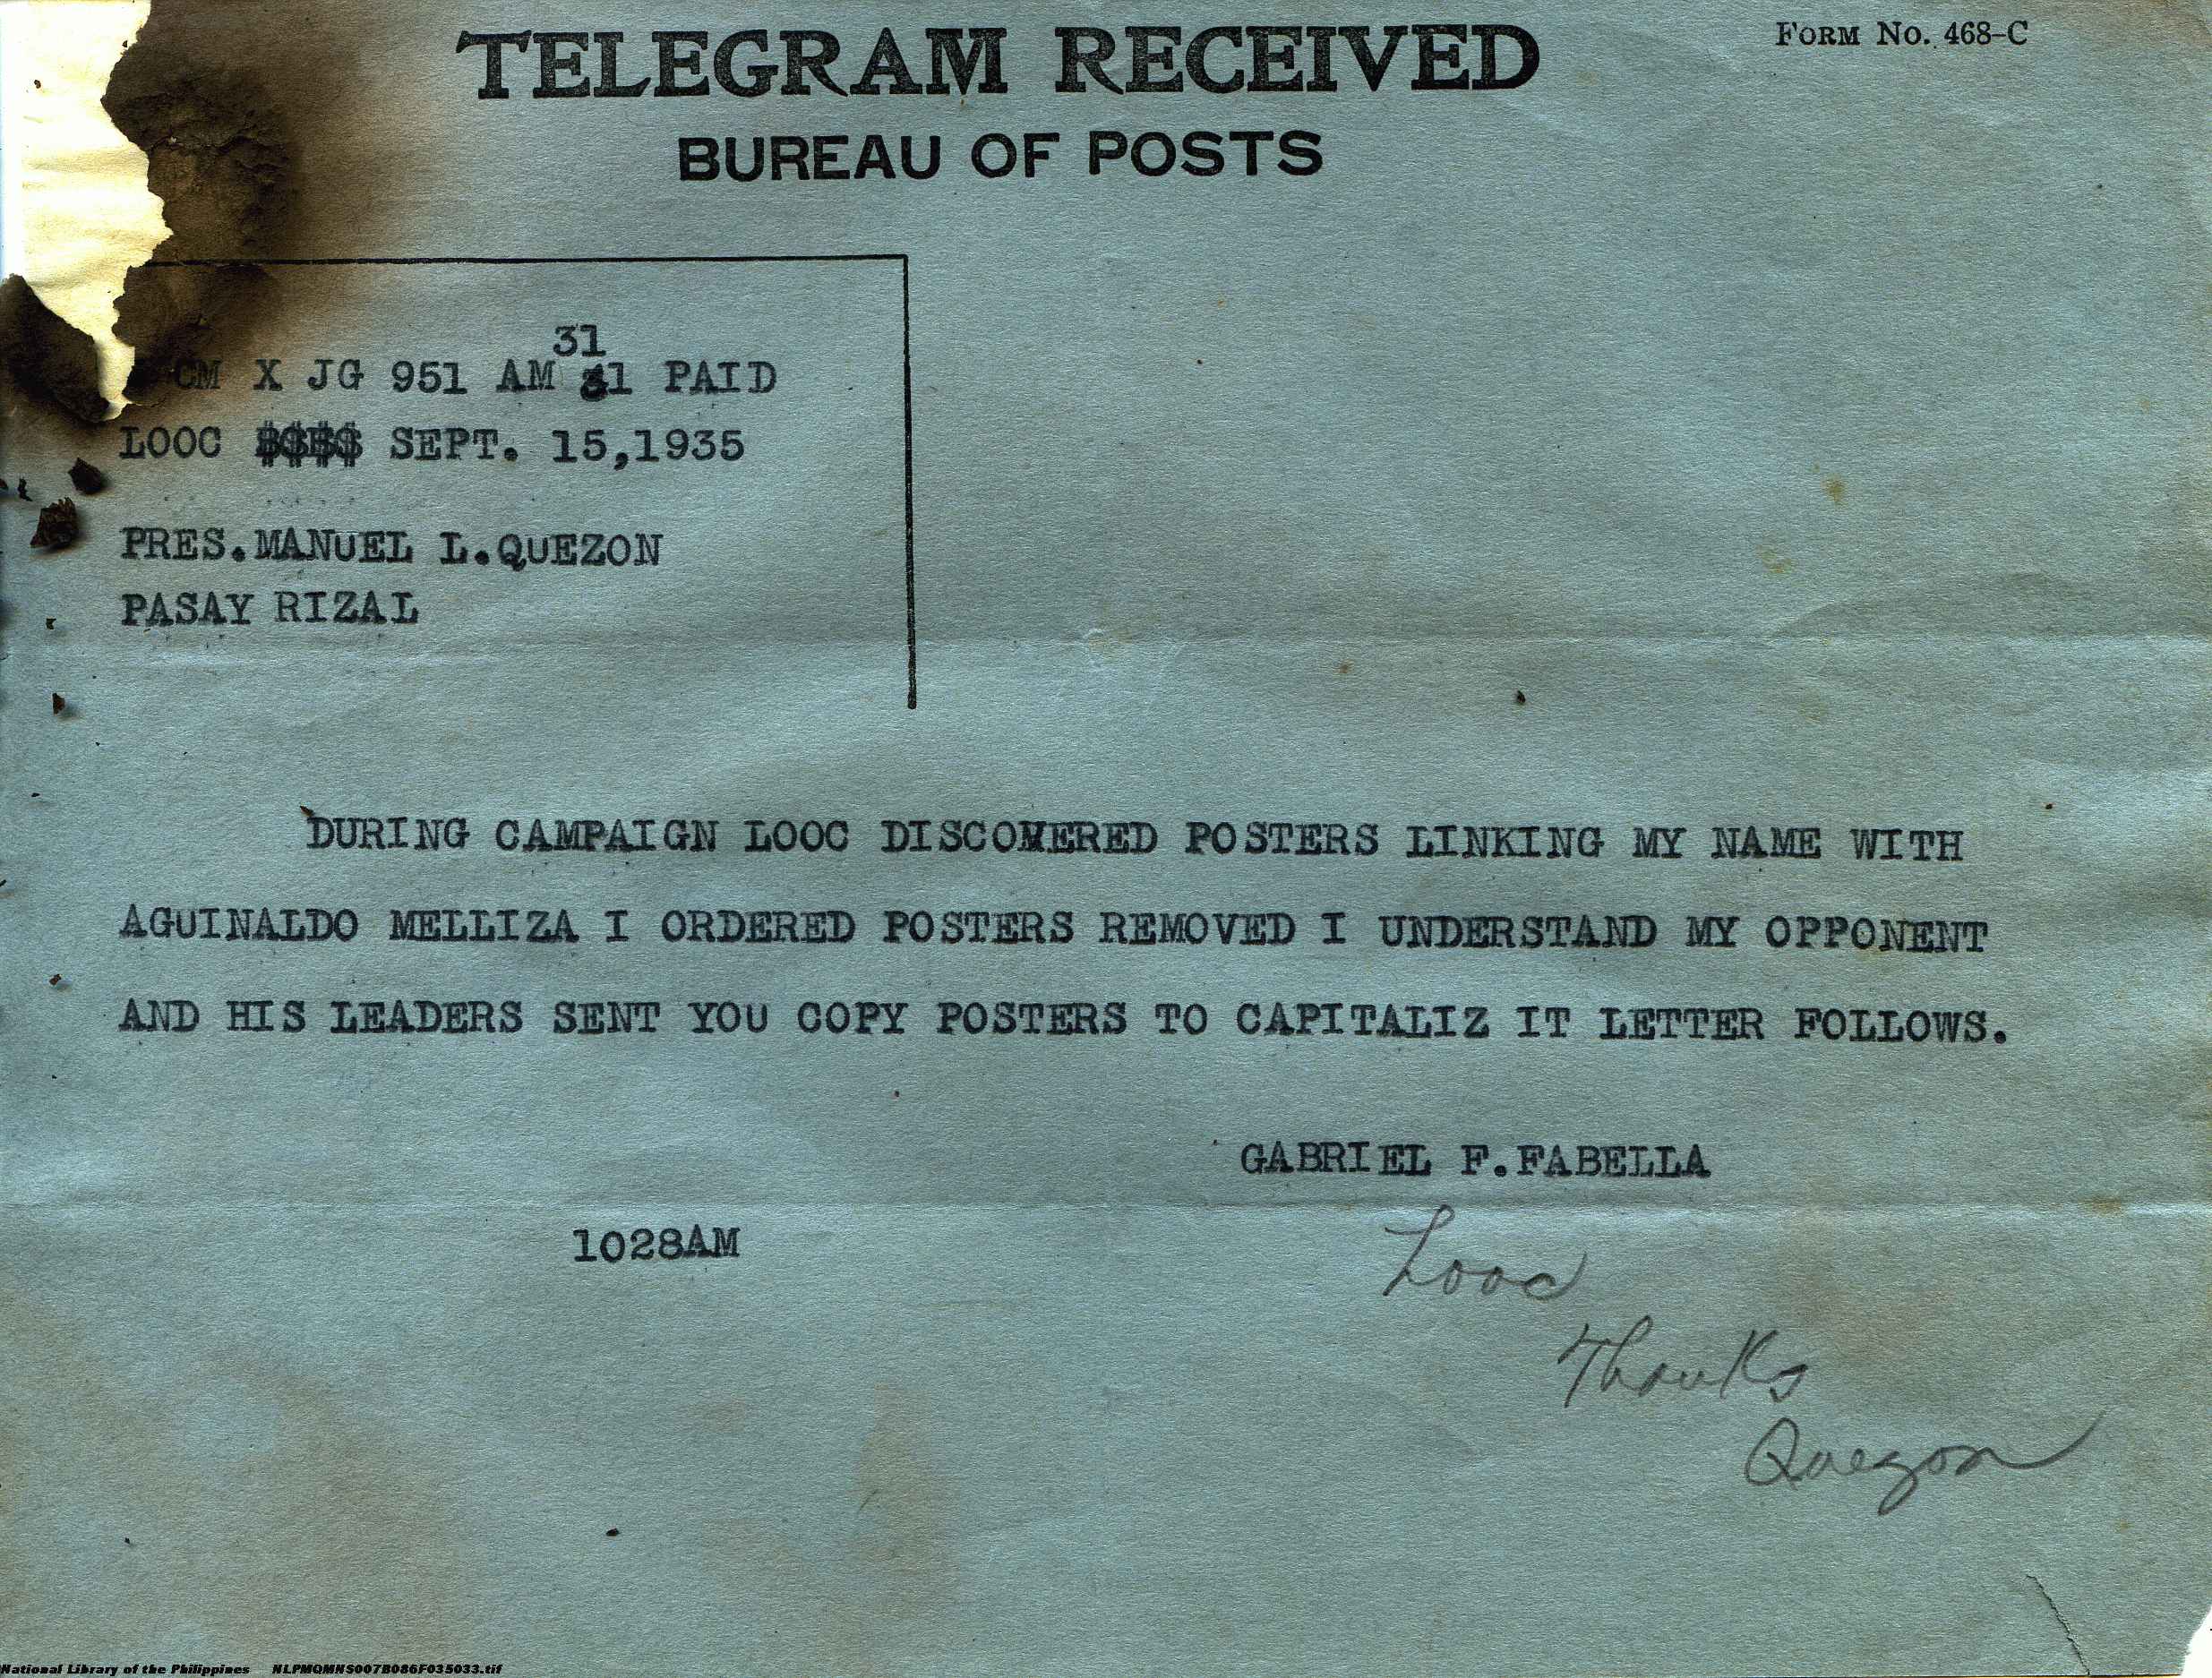 FORM No. 468-C
TELEGRAM RECEIVED
BUREAU OF POSTS
31
CM X JG 951 AM 31 PAID
LOOC SEPT. 15,1935
PRES.MANUEL L.QUEZON
PASAY RIZAL
DURING CAMPAIGN LOOC DISCOVERED POSTERS LINKING MY NAME WITH
AGUINALDO MELLIZA I ORDERED POSTERS REMOVED I UNDERSTAND MY OPPONENT
AND HIS LEADERS SENT YOU COPY POSTERS TO CAPITALIZ IT LETTER FOLLOWS.
GABRIEL F.FABELLA
1028AM
Looc
Thanks
Quezon
National Library of the Philippines NLPMQMNS007B086F035033.tif